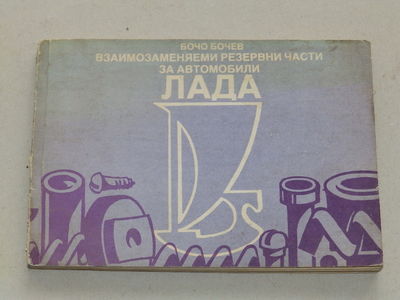 БОЧО БОЧЕВ
ВЗАИМОЗАМЕНЯЕМИ РЕЗЕРВНИ ЧАСТИ
ЗА АВТОМОБИЛИ
ЛАДА